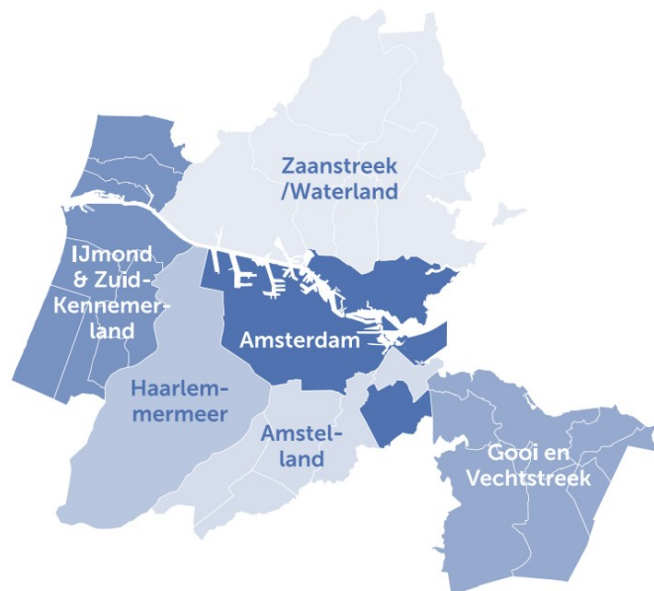 Zaanstreek
/Waterland
IJmond
& Zuid-
Kennemer-
land
Amsterdam
Haarlem-
mermeer
Amstel-
land
Gooi en
Vechtstreek